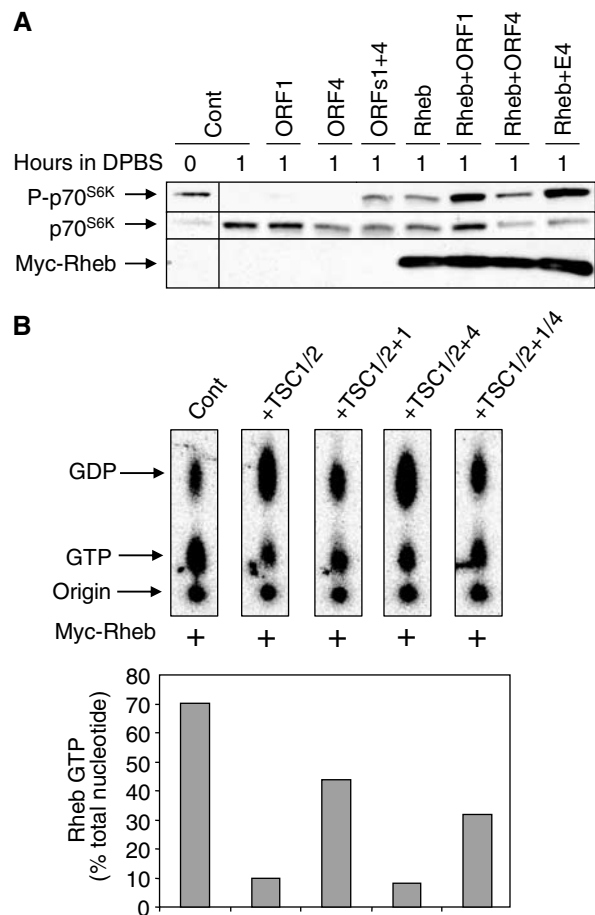 A
Cont
ORF1
ORF4
ORFs1+4
Rheb
Rheb+ORF1
Rheb+ORF4
Rheb+E4
Hours in DPBS 0 1 1 1 1 1 1 1 1
P-p70S6K
p70S6K
Myc-Rheb
B
Cont
+TSC1/2
+TSC1/2+1
+TSC1/2+4
+TSC1/2+1/4
GDP
GTP
Origin
Myc-Rheb + + + + +
Rheb GTP
(% total nucleotide)
80
70
60
50
40
30
20
10
0